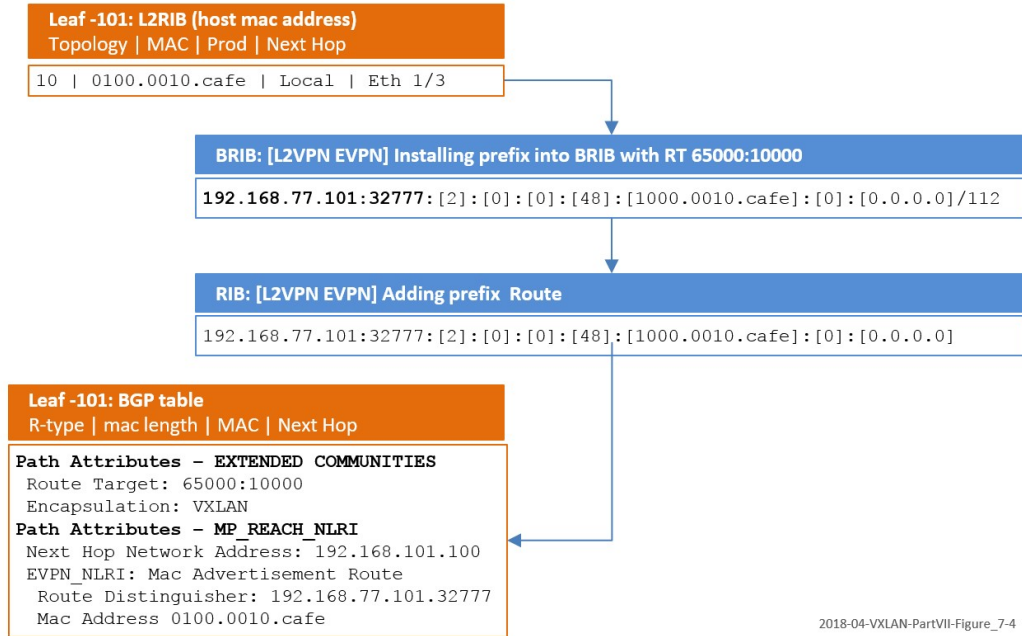 Leaf -101: L2RIB (host mac address)
Topology | MAC | Prod | Next Hop
10 | 0100.0010.cafe | Local | Eth 1/3
BRIB: [L2VPN EVPN] Installing prefix into BRIB with RT 65000:10000
192.168.77.101:32777:[2]:[0]:[0]:[48]:[1000.0010.cafe]:[0]:[0.0.0.0]/112
RIB: [L2VPN EVPN] Adding prefix Route
192.168.77.101:32777:[2]:[0]:[0]:[48]:[1000.0010.cafe]:[0]:[0.0.0.0]
Leaf -101: BGP table
R-type | mac length | MAC | Next Hop
Path Attributes – EXTENDED COMMUNITIES
Route Target: 65000:10000
Encapsulation: VXLAN
Path Attributes – MP_REACH_NLRI
Next Hop Network Address: 192.168.101.100
EVPN_NLRI: Mac Advertisement Route
Route Distinguisher: 192.168.77.101.32777
Mac Address 0100.0010.cafe
2018-04-VXLAN-PartVII-Figure_7-4